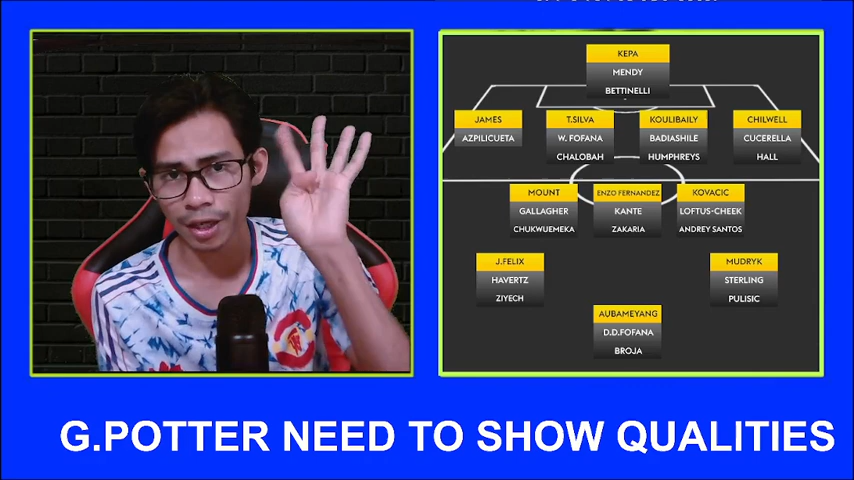 KEPA
MENDY
BETTINELLI
JAMES
AZPILICUETA
T.SILVA
W. FOFANA
CHALOBAH
KOULIBAILY
BADIASHILE
HUMPHREYS
CHILWELL
CUCERELLA
HALL
MOUNT
GALLAGHER
CHUKWUEMEKA
ENZO FERNANDEZ
KANTE
ZAKARIA
KOVACIC
LOFTUS-CHEEK
ANDREY SANTOS
J.FELIX
HAVERTZ
ZIYECH
MUDRYK
STERLING
PULISIC
AUBAMEYANG
D.D.FOFANA
BROJA
G.POTTER NEED TO SHOW QUALITIES